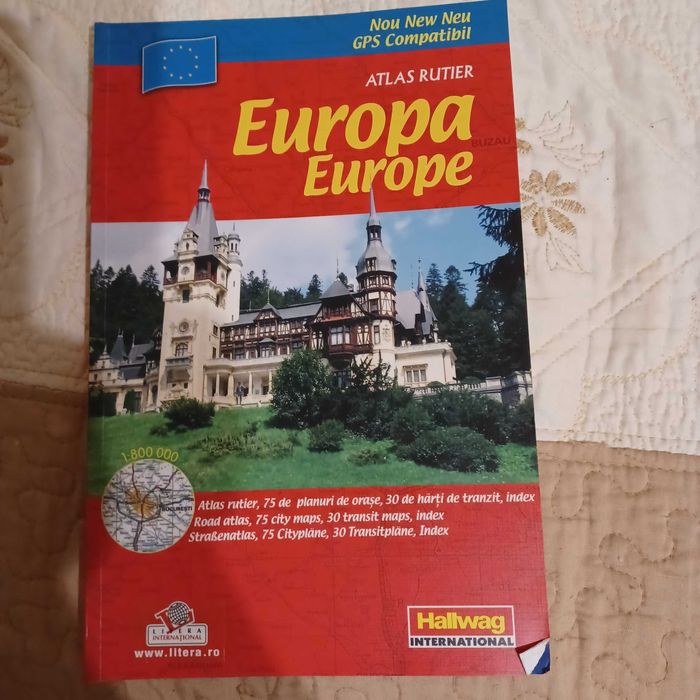 Nou New Neu
GPS Compatibil
ATLAS RUTIER
Europa
BUZAU
Europe
1:800 000
BUCUREȘTI
Atlas rutier, 75 de planuri de orașe, 30 de hărți de tranzit, index
Road atlas, 75 city maps, 30 transit maps, index
Straßenatlas, 75 Citypläne, 30 Transitpläne, Index
LITERA
INTERNAȚIONAL
www.litera.ro
Hallwag
INTERNATIONAL